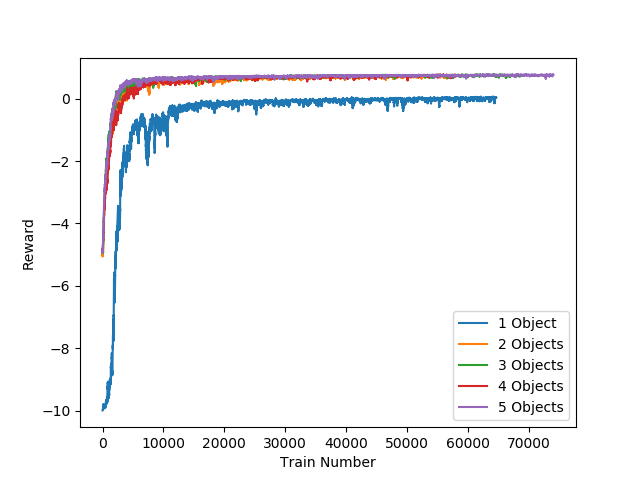 0
−2
−4
−6
−8
−10
Reward
0
10000
20000
30000
40000
50000
60000
70000
Train Number
1 Object
2 Objects
3 Objects
4 Objects
5 Objects